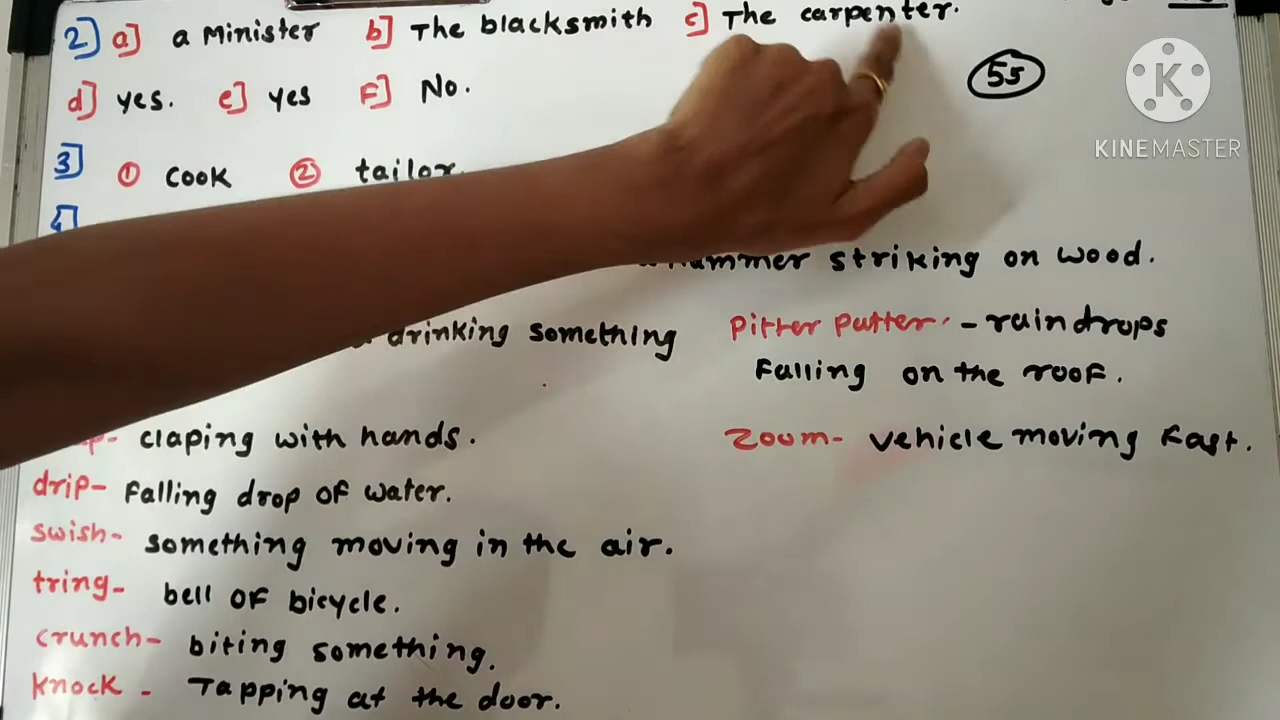 2] a] a Minister b] The blacksmith c] The carpenter.
d] yes. e] yes F] No.
55
K
KINEMASTER
3] ① cook ② tailor
hummer striking on wood.
drinking something
Pitter Patter - raindrops
Falling on the roof.
claping with hands.
Zoom- vehicle moving Fast.
drip- Falling drop of water.
swish- something moving in the air.
tring- bell of bicycle.
crunch- biting something.
knock - Tapping at the door.